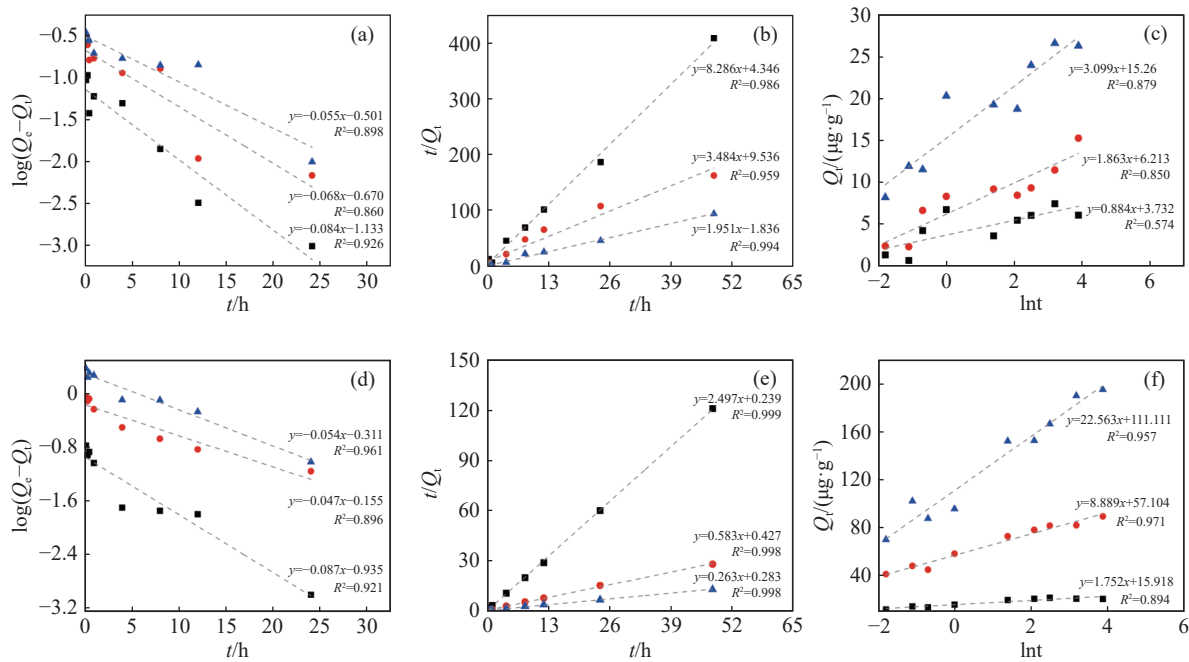 (a)
−0.5
−1.0
−1.5
−2.0
−2.5
−3.0
log(Qe−Qt)
y=−0.055x−0.501
R²=0.898
y=−0.068x−0.670
R²=0.860
y=−0.084x−1.133
R²=0.926
0 5 10 15 20 25 30
t/h
(b)
400
300
200
100
0
t/Qt
y=8.286x+4.346
R²=0.986
y=3.484x+9.536
R²=0.959
y=1.951x−1.836
R²=0.994
0 13 26 39 52 65
t/h
(c)
30
25
20
15
10
5
0
Qt/(μg·g⁻¹)
y=3.099x+15.26
R²=0.879
y=1.863x+6.213
R²=0.850
y=0.884x+3.732
R²=0.574
−2 0 2 4 6
lnt
(d)
0
−0.8
−1.6
−2.4
−3.2
log(Qe−Qt)
y=−0.054x−0.311
R²=0.961
y=−0.047x−0.155
R²=0.896
y=−0.087x−0.935
R²=0.921
0 5 10 15 20 25 30
t/h
(e)
150
120
90
60
30
0
t/Qt
y=2.497x+0.239
R²=0.999
y=0.583x+0.427
R²=0.998
y=0.263x+0.283
R²=0.998
0 13 26 39 52 65
t/h
(f)
200
160
120
80
40
Qt/(μg·g⁻¹)
y=22.563x+111.111
R²=0.957
y=8.889x+57.104
R²=0.971
y=1.752x+15.918
R²=0.894
−2 0 2 4 6
lnt